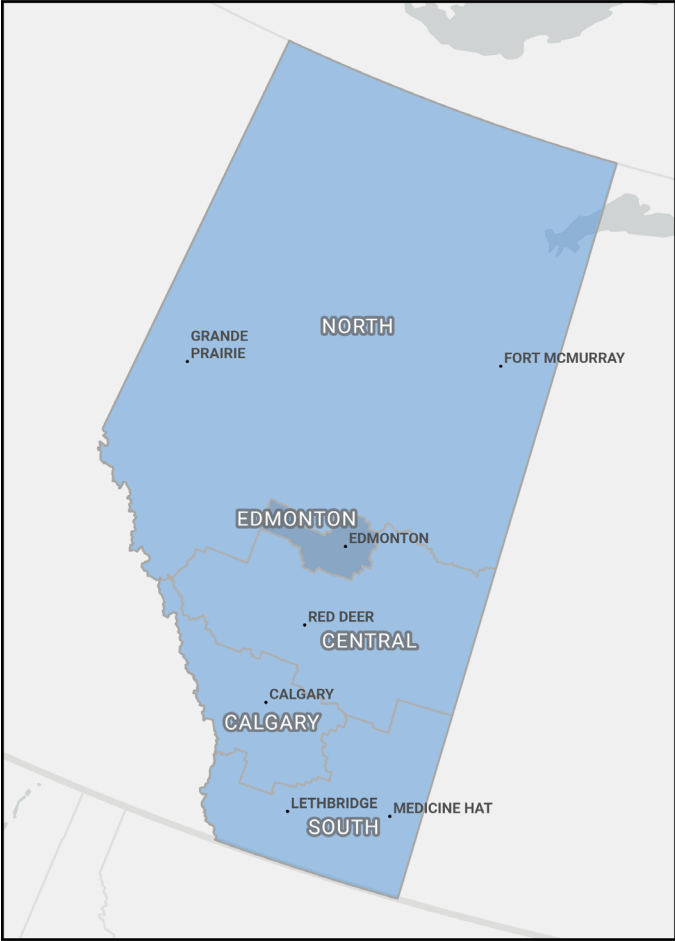 NORTH
GRANDE
PRAIRIE
FORT MCMURRAY
EDMONTON
EDMONTON
RED DEER
CENTRAL
CALGARY
CALGARY
LETHBRIDGE
MEDICINE HAT
SOUTH